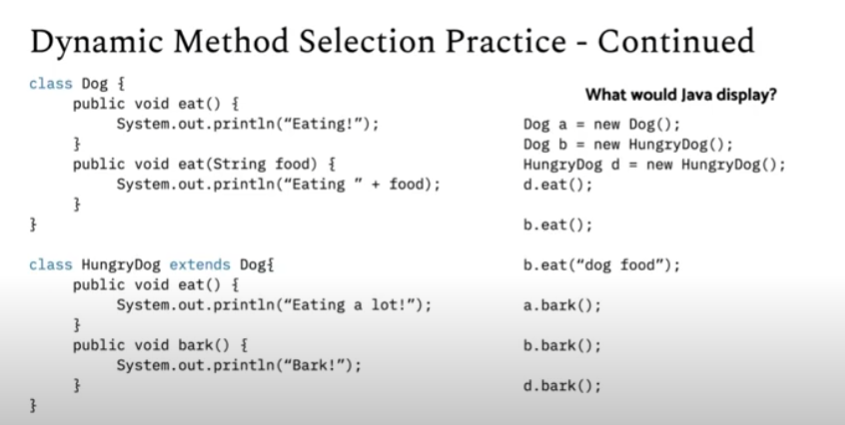 Dynamic Method Selection Practice - Continued
class Dog {
public void eat() {
System.out.println(“Eating!”);
}
public void eat(String food) {
System.out.println(“Eating ” + food);
}
}
class HungryDog extends Dog{
public void eat() {
System.out.println(“Eating a lot!”);
}
public void bark() {
System.out.println(“Bark!”);
}
}
What would Java display?
Dog a = new Dog();
Dog b = new HungryDog();
HungryDog d = new HungryDog();
d.eat();
b.eat();
b.eat(“dog food”);
a.bark();
b.bark();
d.bark();